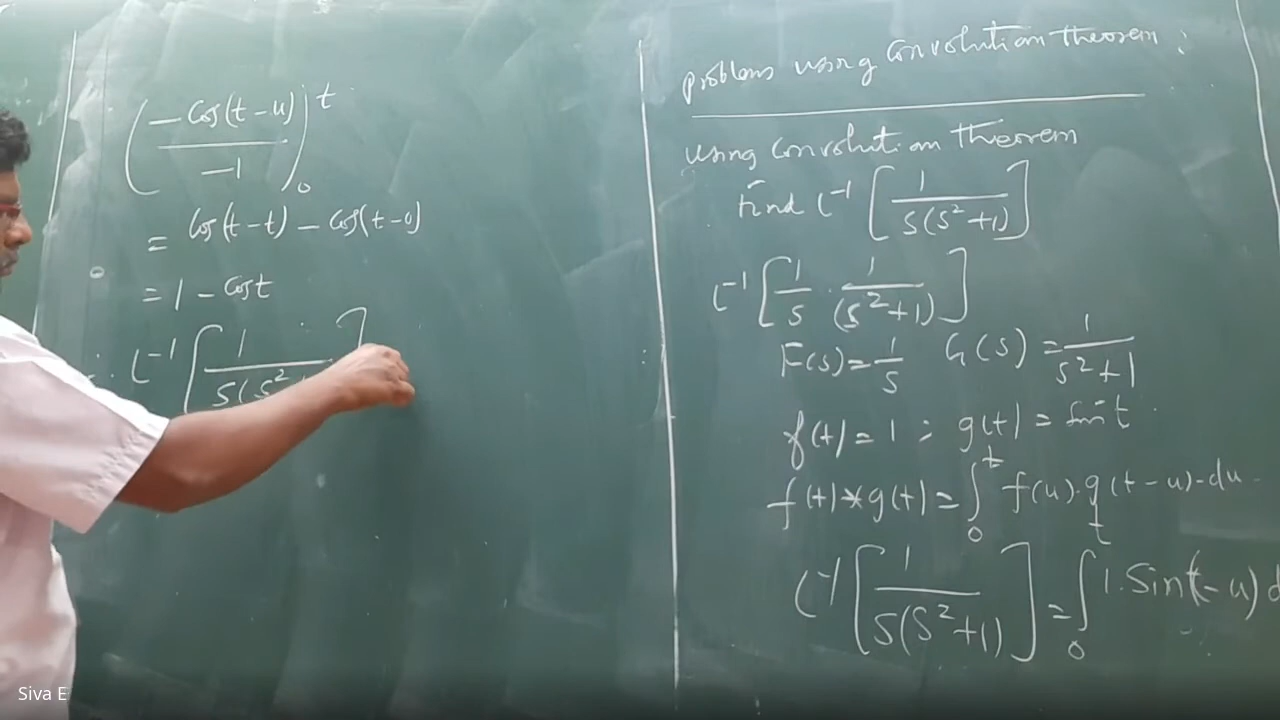 problems using convolution theorem :
using convolution theorem
Find L⁻¹ [ 1 / S(S²+1) ]
L⁻¹ [ 1/S · 1/(S²+1) ]
F(S) = 1/S G(S) = 1/(S²+1)
f(t) = 1 ; g(t) = Sin t
f(t) * g(t) = ∫₀ᵗ f(u) · g(t-u) · du
L⁻¹ [ 1 / S(S²+1) ] = ∫₀ᵗ 1. Sin(t-u) d
( -Cos(t-u) / -1 )₀ᵗ
= Cos(t-t) - Cos(t-0)
= 1 - Cost
∴ L⁻¹ [ 1 / S(S² ]
Siva E